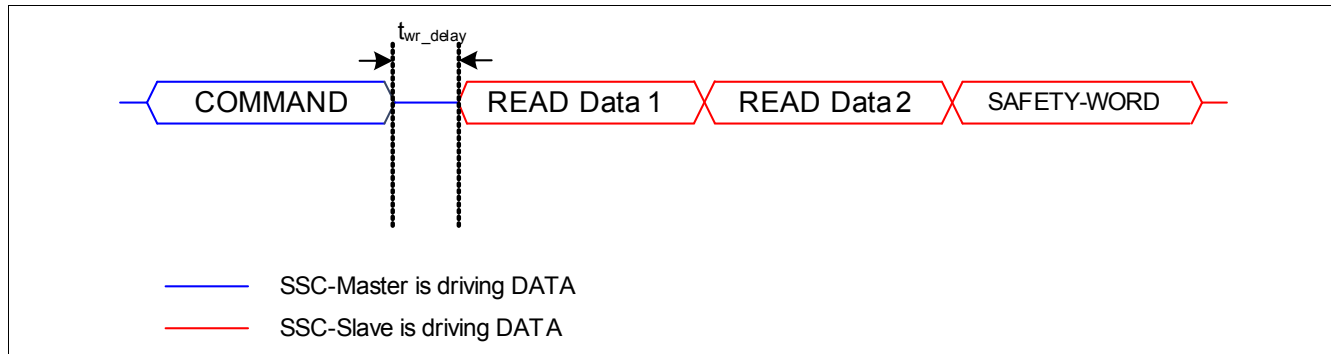 twr_delay
COMMAND READ Data 1 READ Data 2 SAFETY-WORD
SSC-Master is driving DATA
SSC-Slave is driving DATA